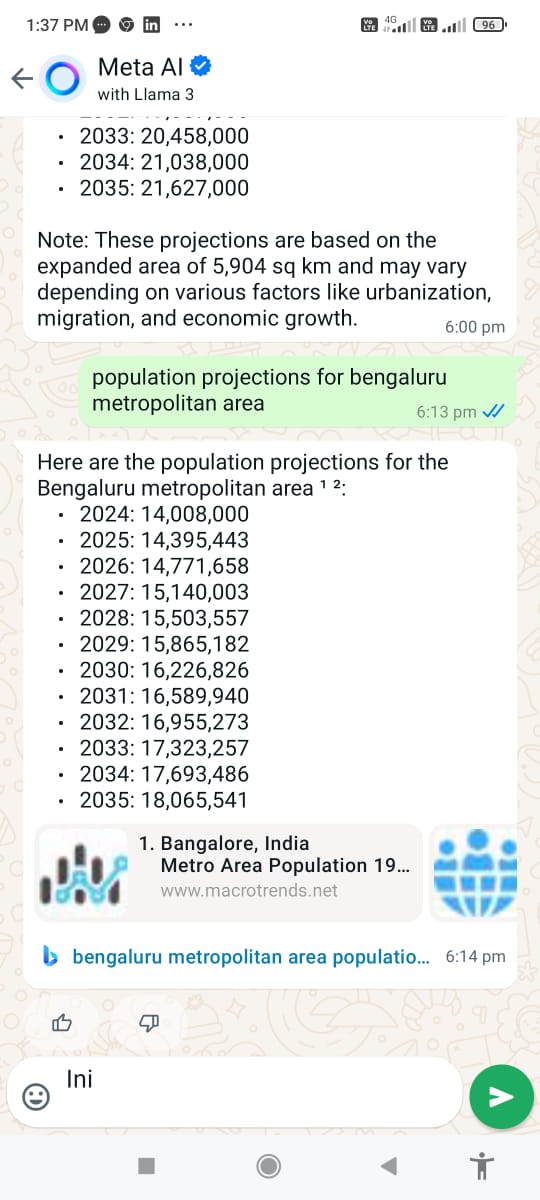 1:37 PM
4G
96
Meta AI
with Llama 3
• 2033: 20,458,000
• 2034: 21,038,000
• 2035: 21,627,000
Note: These projections are based on the
expanded area of 5,904 sq km and may vary
depending on various factors like urbanization,
migration, and economic growth.
6:00 pm
population projections for bengaluru
metropolitan area
6:13 pm
Here are the population projections for the
Bengaluru metropolitan area ¹ ²:
• 2024: 14,008,000
• 2025: 14,395,443
• 2026: 14,771,658
• 2027: 15,140,003
• 2028: 15,503,557
• 2029: 15,865,182
• 2030: 16,226,826
• 2031: 16,589,940
• 2032: 16,955,273
• 2033: 17,323,257
• 2034: 17,693,486
• 2035: 18,065,541
1. Bangalore, India
Metro Area Population 19...
www.macrotrends.net
bengaluru metropolitan area populatio... 6:14 pm
Ini